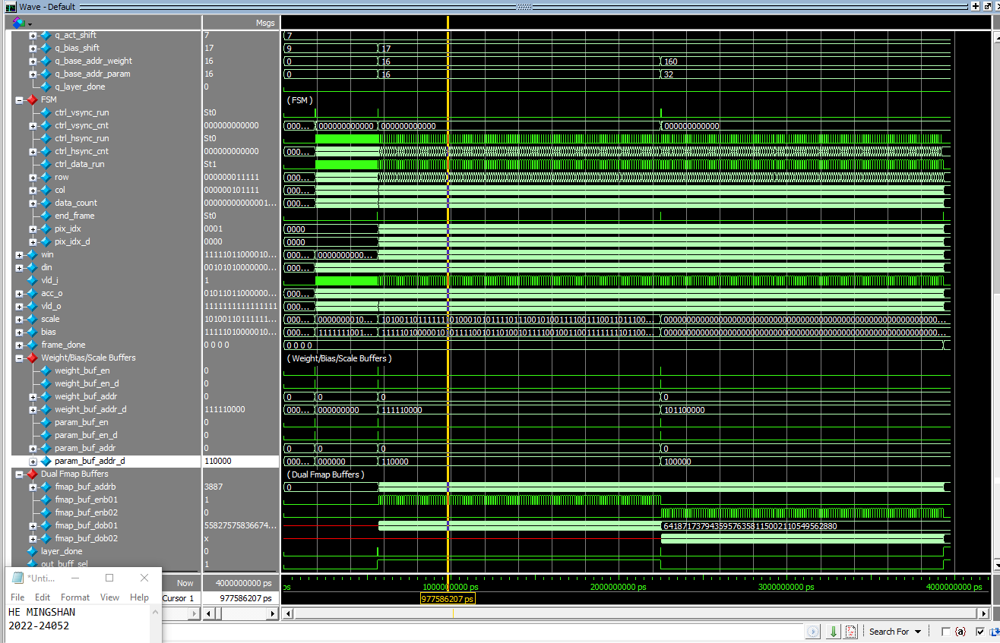 Wave - Default
Msgs
q_act_shift 7 7
q_bias_shift 17 9 17
q_base_addr_weight 16 0 16 160
q_base_addr_param 16 0 16 32
q_layer_done 0
FSM (FSM)
ctrl_vsync_run St0
ctrl_vsync_cnt 000000000000 000... 000000000000 000000000000 000000000000
ctrl_hsync_run St0
ctrl_hsync_cnt 000000000000 000...
ctrl_data_run St1
row 000000011111 000...
col 000000101111 000...
data_count 00000000000001... 000...
end_frame St0
pix_idx 0001 0000
pix_idx_d 0000 0000
win 11111011000010... 000... 0000000000...
din 00101010000000... 000...
vld_i 1
acc_o 01011011000000... 000...
vld_o 1111111111111111 000...
scale 10100110111111... 000... 0000000010...
bias 11111010000010... 000... 1111111001...
frame_done 0 0 0 0 0 0 0 0
Weight/Bias/Scale Buffers (Weight/Bias/Scale Buffers)
weight_buf_en 0
weight_buf_en_d 0
weight_buf_addr 0 0 0 0 0
weight_buf_addr_d 111110000 000... 000000000 111110000 101100000
param_buf_en 0
param_buf_en_d 0
param_buf_addr 0 0 0 0 0
param_buf_addr_d 110000 000... 000000 110000 100000
Dual Fmap Buffers (Dual Fmap Buffers)
fmap_buf_addrb 3887 0
fmap_buf_enb01 1
fmap_buf_enb02 0
fmap_buf_dob01 55827575836674...
fmap_buf_dob02 x
layer_done 0
out_buff_sel 1
Now 4000000000 ps ps 1000000000 ps 2000000000 ps 3000000000 ps 4000000000 ps
Cursor 1 977586207 ps 977586207 ps
*Unti...
File Edit Format View Help
HE MINGSHAN
2022-24052
Search For